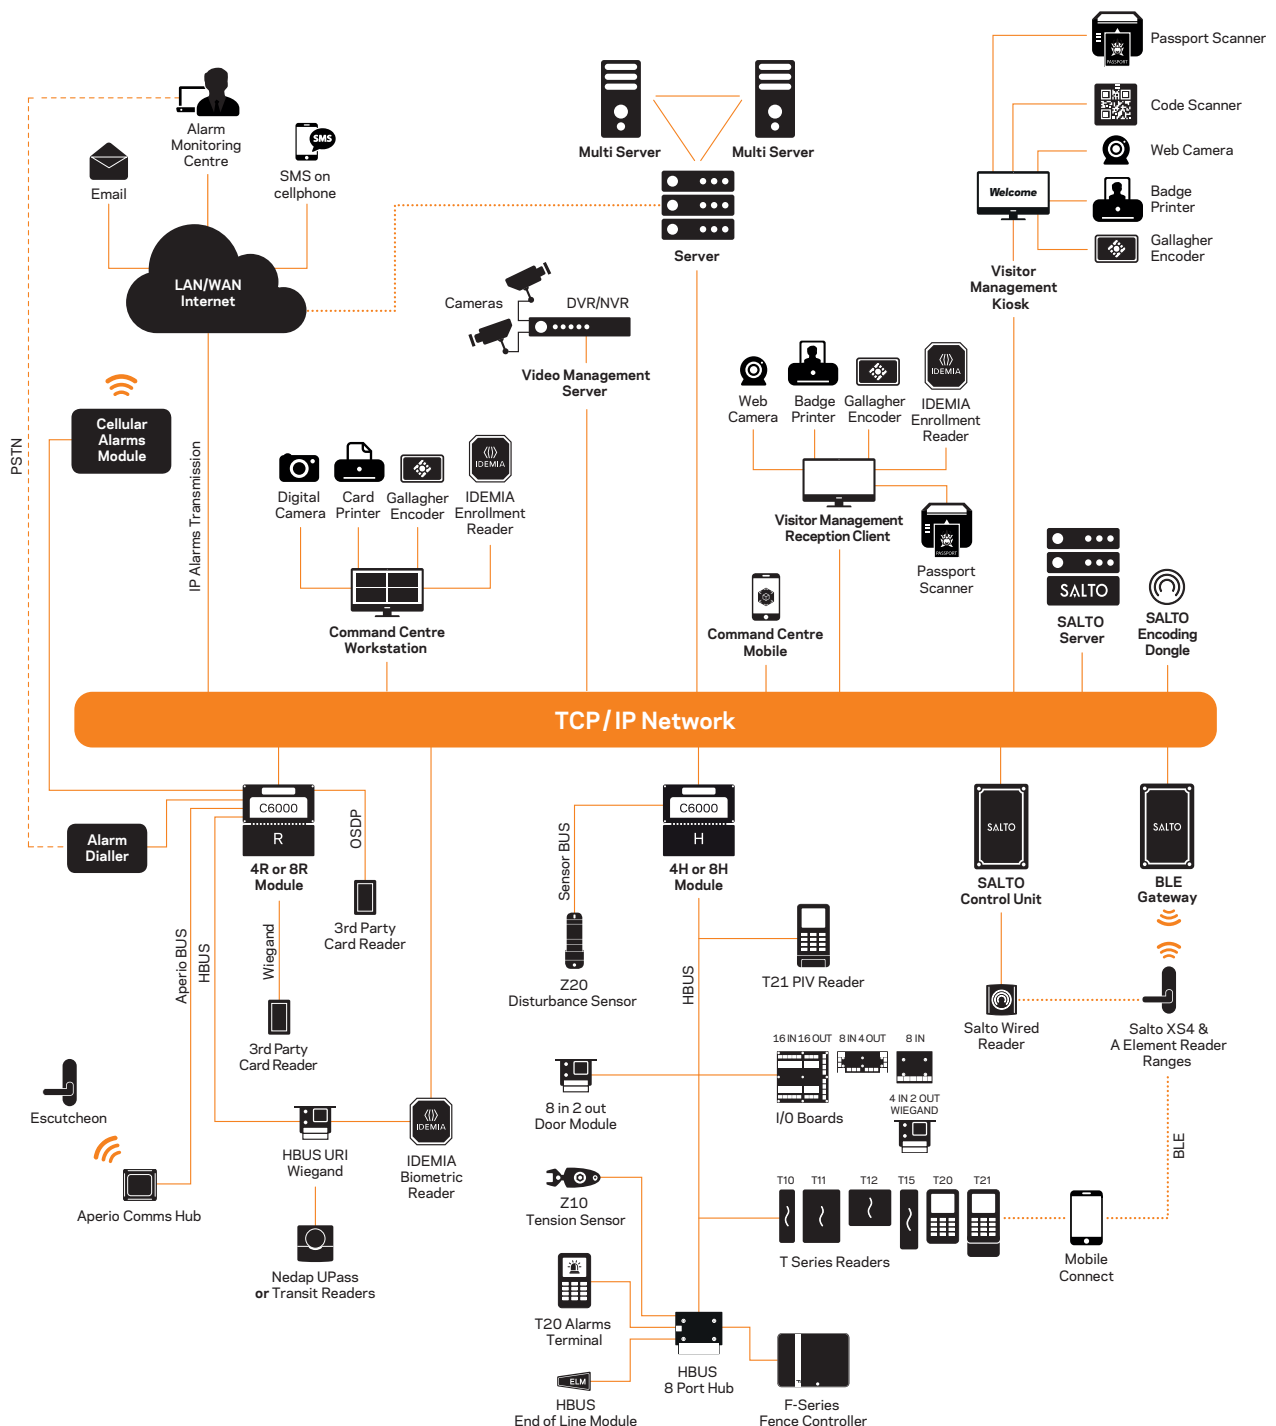 Passport Scanner
PASSPORT
Code Scanner
Web Camera
Welcome
Badge
Printer
Gallagher
Encoder
Visitor
Management
Kiosk
Multi Server
Multi Server
Server
Alarm
Monitoring
Centre
SMS
SMS on
cellphone
Email
LAN/WAN
Internet
Cameras
DVR/NVR
Video Management
Server
IDEMIA
Web
Camera
Badge
Printer
Gallagher
Encoder
IDEMIA
Enrollment
Reader
Visitor Management
Reception Client
PASSPORT
Passport
Scanner
Cellular
Alarms
Module
PSTN
IP Alarms Transmission
IDEMIA
Digital
Camera
Card
Printer
Gallagher
Encoder
IDEMIA
Enrollment
Reader
Command Centre
Workstation
Command Centre
Mobile
SALTO
SALTO
Server
SALTO
Encoding
Dongle
TCP/IP Network
C6000
R
4R or 8R
Module
Alarm
Dialler
OSDP
3rd Party
Card Reader
Aperio BUS
HBUS
Wiegand
3rd Party
Card Reader
Escutcheon
Aperio Comms Hub
HBUS URI
Wiegand
IDEMIA
IDEMIA
Biometric
Reader
Nedap UPass
or Transit Readers
C6000
H
4H or 8H
Module
Sensor BUS
Z20
Disturbance Sensor
HBUS
T21 PIV Reader
8 in 2 out
Door Module
16 IN 16 OUT
8 IN 4 OUT
8 IN
4 IN 2 OUT
WIEGAND
I/O Boards
Z10
Tension Sensor
T10
T11
T12
T15
T20
T21
T Series Readers
Mobile
Connect
T20 Alarms
Terminal
HBUS
8 Port Hub
ELM
HBUS
End of Line Module
F
F-Series
Fence Controller
SALTO
SALTO
Control Unit
SALTO
BLE
Gateway
Salto Wired
Reader
Salto XS4 &
A Element Reader
Ranges
BLE